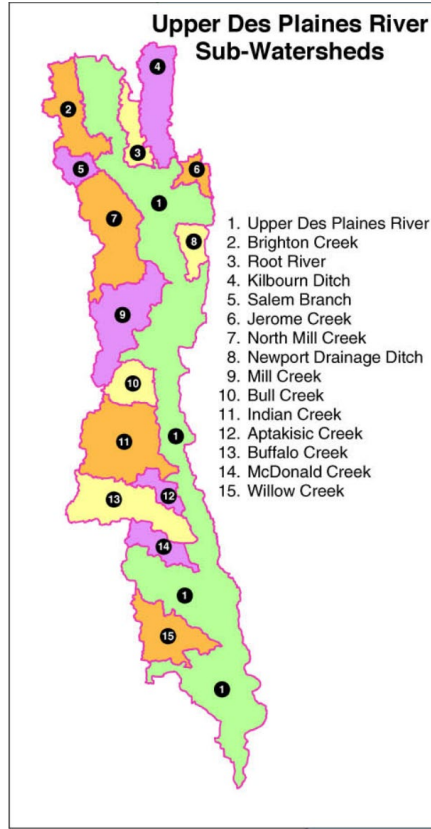 Upper Des Plaines River
Sub-Watersheds
4
2
3
5
6
1
7
8
9
10
1
11
12
13
14
1
15
1
1. Upper Des Plaines River
2. Brighton Creek
3. Root River
4. Kilbourn Ditch
5. Salem Branch
6. Jerome Creek
7. North Mill Creek
8. Newport Drainage Ditch
9. Mill Creek
10. Bull Creek
11. Indian Creek
12. Aptakisic Creek
13. Buffalo Creek
14. McDonald Creek
15. Willow Creek